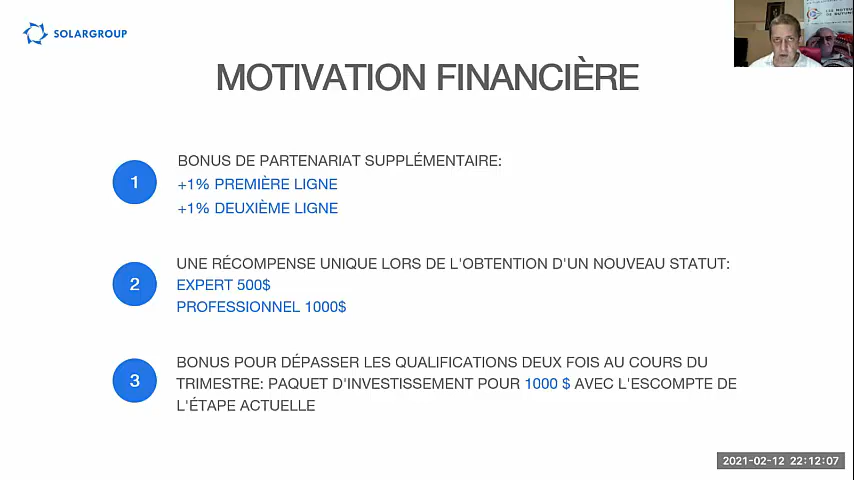 SOLARGROUP
MOTIVATION FINANCIÈRE
1
BONUS DE PARTENARIAT SUPPLÉMENTAIRE:
+1% PREMIÈRE LIGNE
+1% DEUXIÈME LIGNE
2
UNE RÉCOMPENSE UNIQUE LORS DE L'OBTENTION D'UN NOUVEAU STATUT:
EXPERT 500$
PROFESSIONNEL 1000$
3
BONUS POUR DÉPASSER LES QUALIFICATIONS DEUX FOIS AU COURS DU
TRIMESTRE: PAQUET D'INVESTISSEMENT POUR 1000 $ AVEC L'ESCOMPTE DE
L'ÉTAPE ACTUELLE
2021-02-12 22:12:07